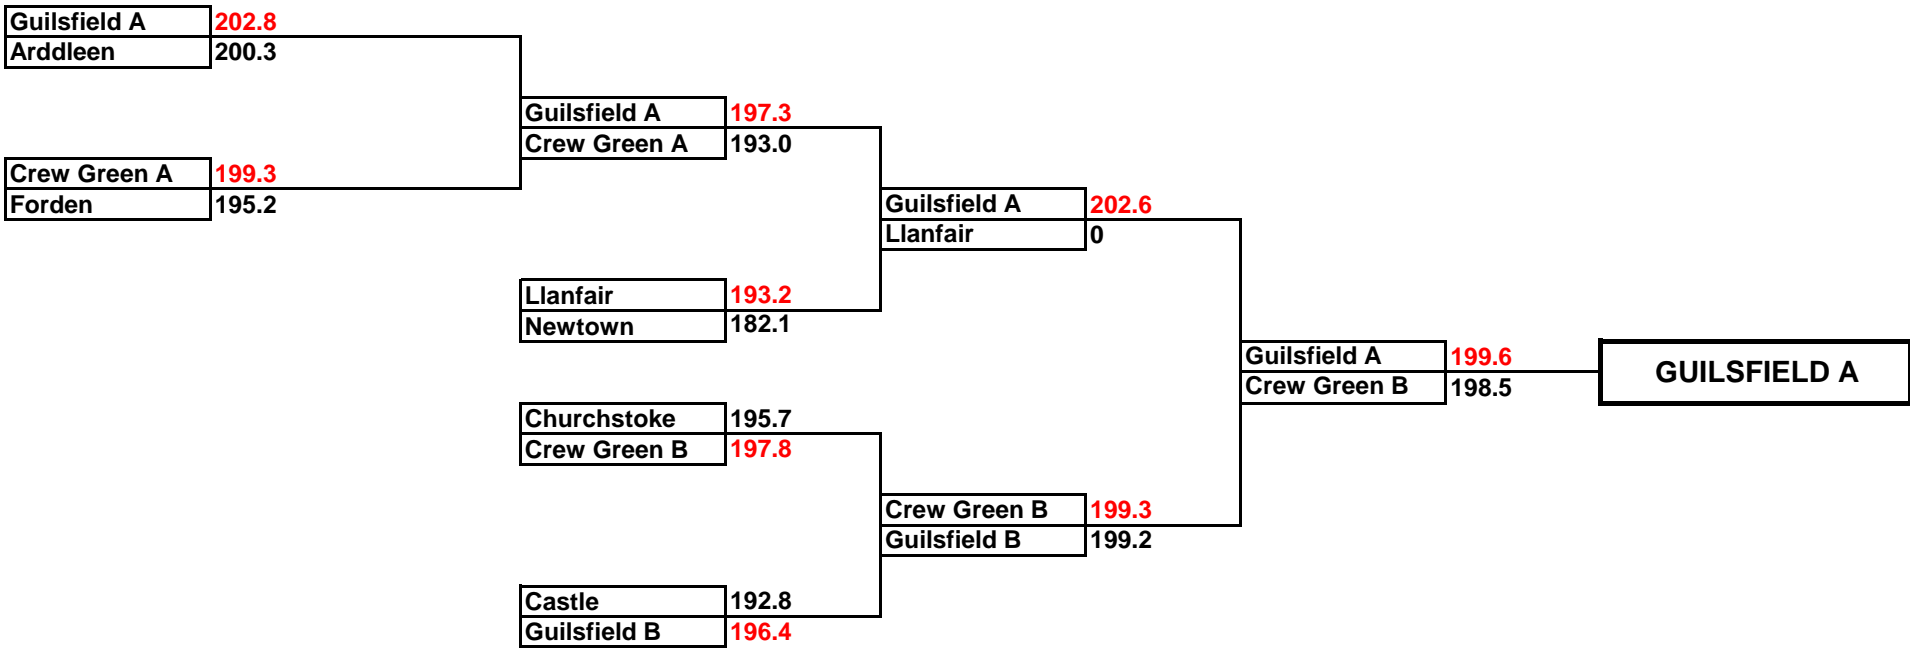 Guilsfield A 202.8
Arddleen 200.3
Crew Green A 199.3
Forden 195.2
Guilsfield A 197.3
Crew Green A 193.0
Llanfair 193.2
Newtown 182.1
Churchstoke 195.7
Crew Green B 197.8
Castle 192.8
Guilsfield B 196.4
Guilsfield A 202.6
Llanfair 0
Crew Green B 199.3
Guilsfield B 199.2
Guilsfield A 199.6
Crew Green B 198.5
GUILSFIELD A